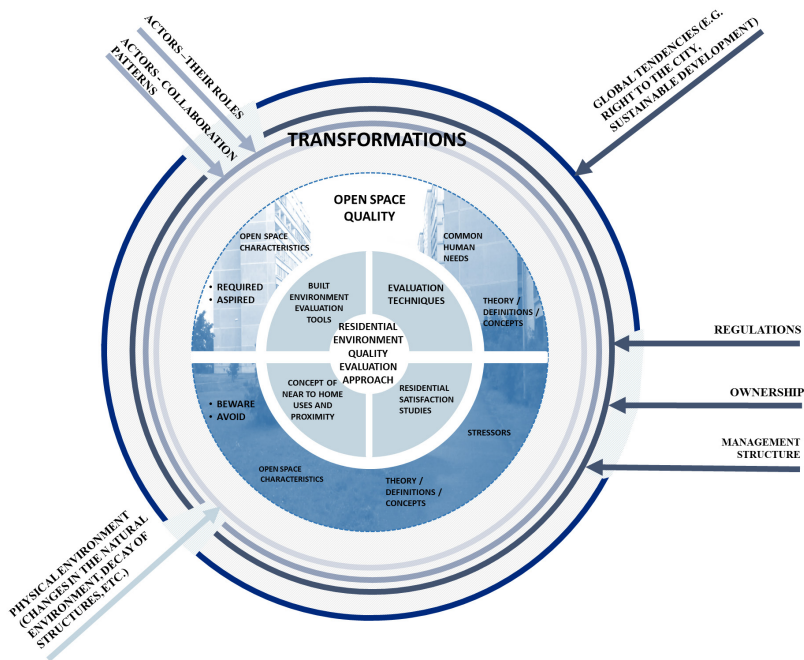 ACTORS – THEIR ROLES
ACTORS - COLLABORATION
PATTERNS
GLOBAL TENDENCIES (E.G.
RIGHT TO THE CITY,
SUSTAINABLE DEVELOPMENT)
TRANSFORMATIONS
OPEN SPACE
QUALITY
OPEN SPACE
CHARACTERISTICS
COMMON
HUMAN
NEEDS
• REQUIRED
• ASPIRED
BUILT
ENVIRONMENT
EVALUATION
TOOLS
EVALUATION
TECHNIQUES
THEORY /
DEFINITIONS /
CONCEPTS
RESIDENTIAL
ENVIRONMENT
QUALITY
EVALUATION
APPROACH
REGULATIONS
• BEWARE
• AVOID
CONCEPT OF
NEAR TO HOME
USES AND
PROXIMITY
RESIDENTIAL
SATISFACTION
STUDIES
OWNERSHIP
STRESSORS
MANAGEMENT
STRUCTURE
OPEN SPACE
CHARACTERISTICS
THEORY /
DEFINITIONS /
CONCEPTS
PHYSICAL ENVIRONMENT
(CHANGES IN THE NATURAL
ENVIRONMENT, DECAY OF
STRUCTURES, ETC.)